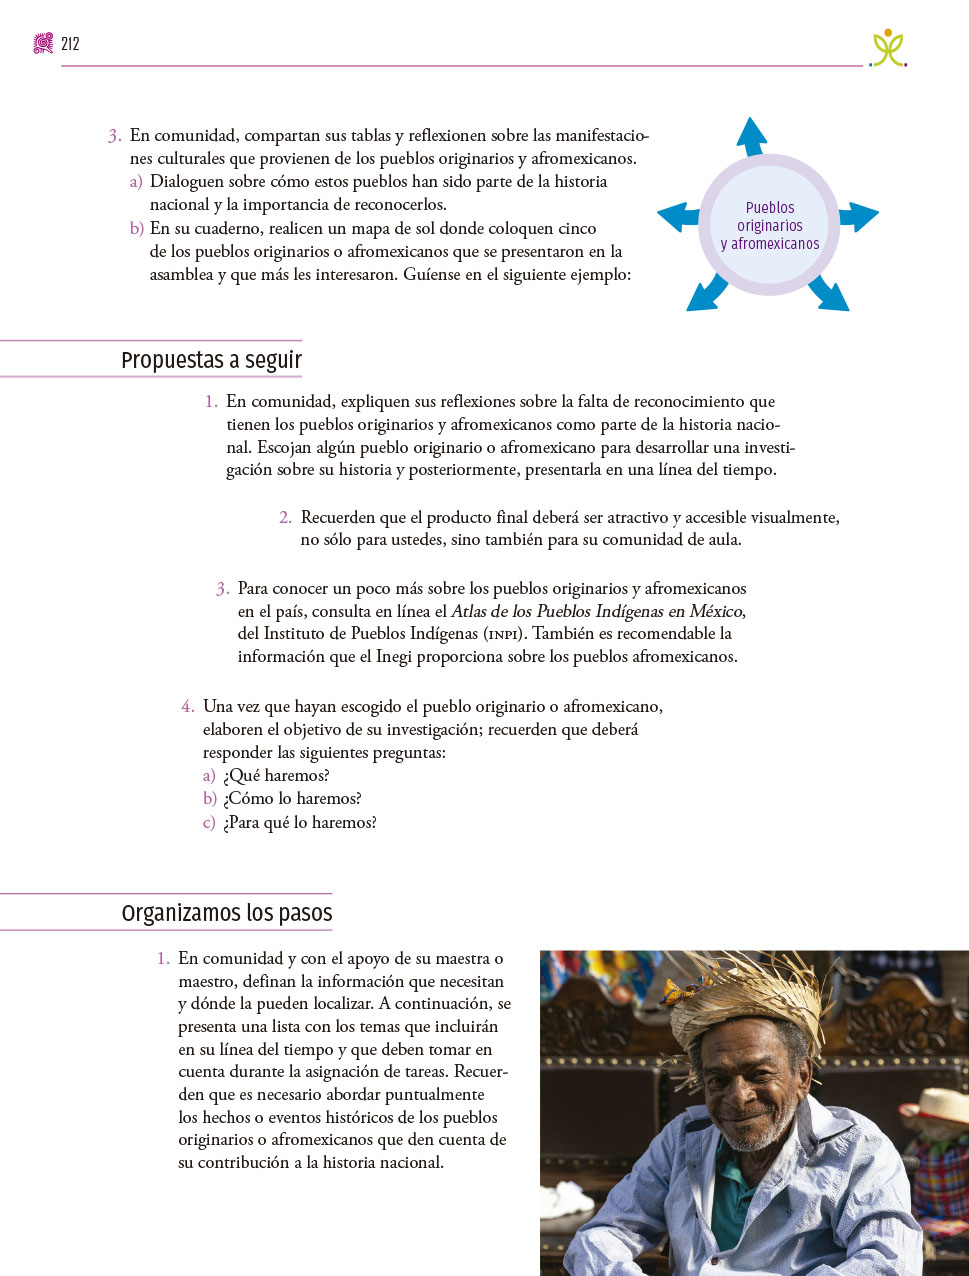 212
3. En comunidad, compartan sus tablas y reflexionen sobre las manifestacio-
nes culturales que provienen de los pueblos originarios y afromexicanos.
a) Dialoguen sobre cómo estos pueblos han sido parte de la historia
nacional y la importancia de reconocerlos.
b) En su cuaderno, realicen un mapa de sol donde coloquen cinco
de los pueblos originarios o afromexicanos que se presentaron en la
asamblea y que más les interesaron. Guíense en el siguiente ejemplo:
Pueblos
originarios
y afromexicanos
Propuestas a seguir
1. En comunidad, expliquen sus reflexiones sobre la falta de reconocimiento que
tienen los pueblos originarios y afromexicanos como parte de la historia nacio-
nal. Escojan algún pueblo originario o afromexicano para desarrollar una investi-
gación sobre su historia y posteriormente, presentarla en una línea del tiempo.
2. Recuerden que el producto final deberá ser atractivo y accesible visualmente,
no sólo para ustedes, sino también para su comunidad de aula.
3. Para conocer un poco más sobre los pueblos originarios y afromexicanos
en el país, consulta en línea el Atlas de los Pueblos Indígenas en México,
del Instituto de Pueblos Indígenas (INPI). También es recomendable la
información que el Inegi proporciona sobre los pueblos afromexicanos.
4. Una vez que hayan escogido el pueblo originario o afromexicano,
elaboren el objetivo de su investigación; recuerden que deberá
responder las siguientes preguntas:
a) ¿Qué haremos?
b) ¿Cómo lo haremos?
c) ¿Para qué lo haremos?
Organizamos los pasos
1. En comunidad y con el apoyo de su maestra o
maestro, definan la información que necesitan
y dónde la pueden localizar. A continuación, se
presenta una lista con los temas que incluirán
en su línea del tiempo y que deben tomar en
cuenta durante la asignación de tareas. Recuer-
den que es necesario abordar puntualmente
los hechos o eventos históricos de los pueblos
originarios o afromexicanos que den cuenta de
su contribución a la historia nacional.